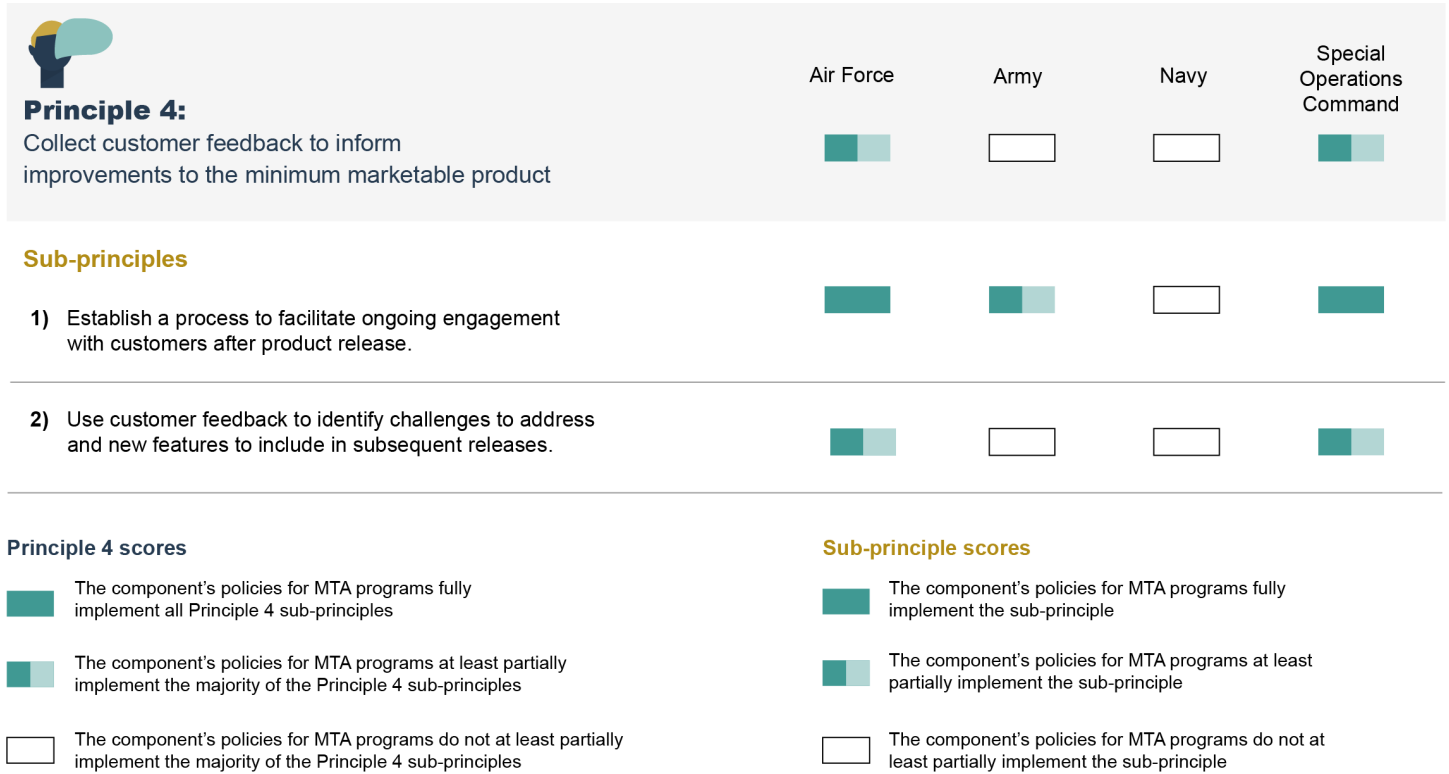 Air Force
Army
Navy
Special
Operations
Command
Principle 4:
Collect customer feedback to inform
improvements to the minimum marketable product
Sub-principles
1) Establish a process to facilitate ongoing engagement
with customers after product release.
2) Use customer feedback to identify challenges to address
and new features to include in subsequent releases.
Principle 4 scores
The component’s policies for MTA programs fully
implement all Principle 4 sub-principles
The component’s policies for MTA programs at least partially
implement the majority of the Principle 4 sub-principles
The component’s policies for MTA programs do not at least partially
implement the majority of the Principle 4 sub-principles
Sub-principle scores
The component’s policies for MTA programs fully
implement the sub-principle
The component’s policies for MTA programs at least
partially implement the sub-principle
The component’s policies for MTA programs do not at
least partially implement the sub-principle